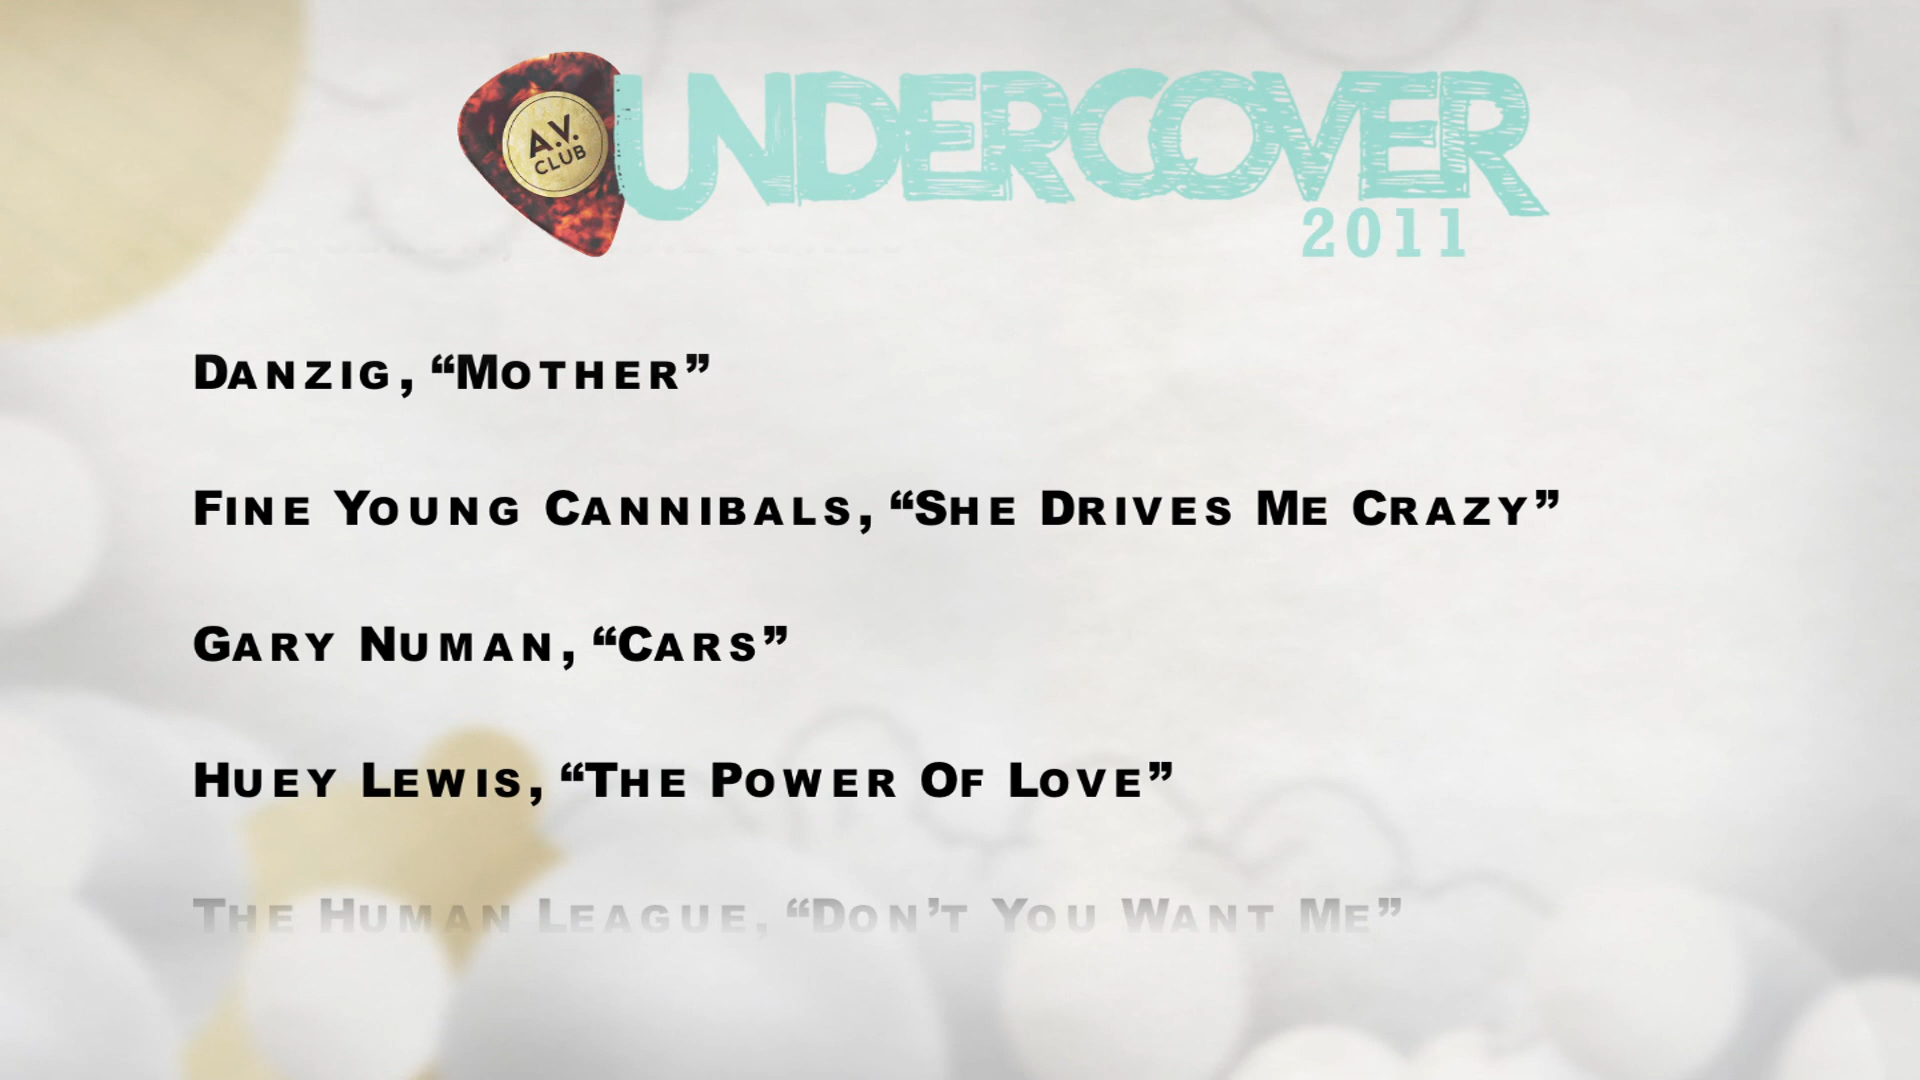 A.V. CLUB
UNDERCOVER
2011
DANZIG, “MOTHER”
FINE YOUNG CANNIBALS, “SHE DRIVES ME CRAZY”
GARY NUMAN, “CARS”
HUEY LEWIS, “THE POWER OF LOVE”
THE HUMAN LEAGUE, “DON’T YOU WANT ME”